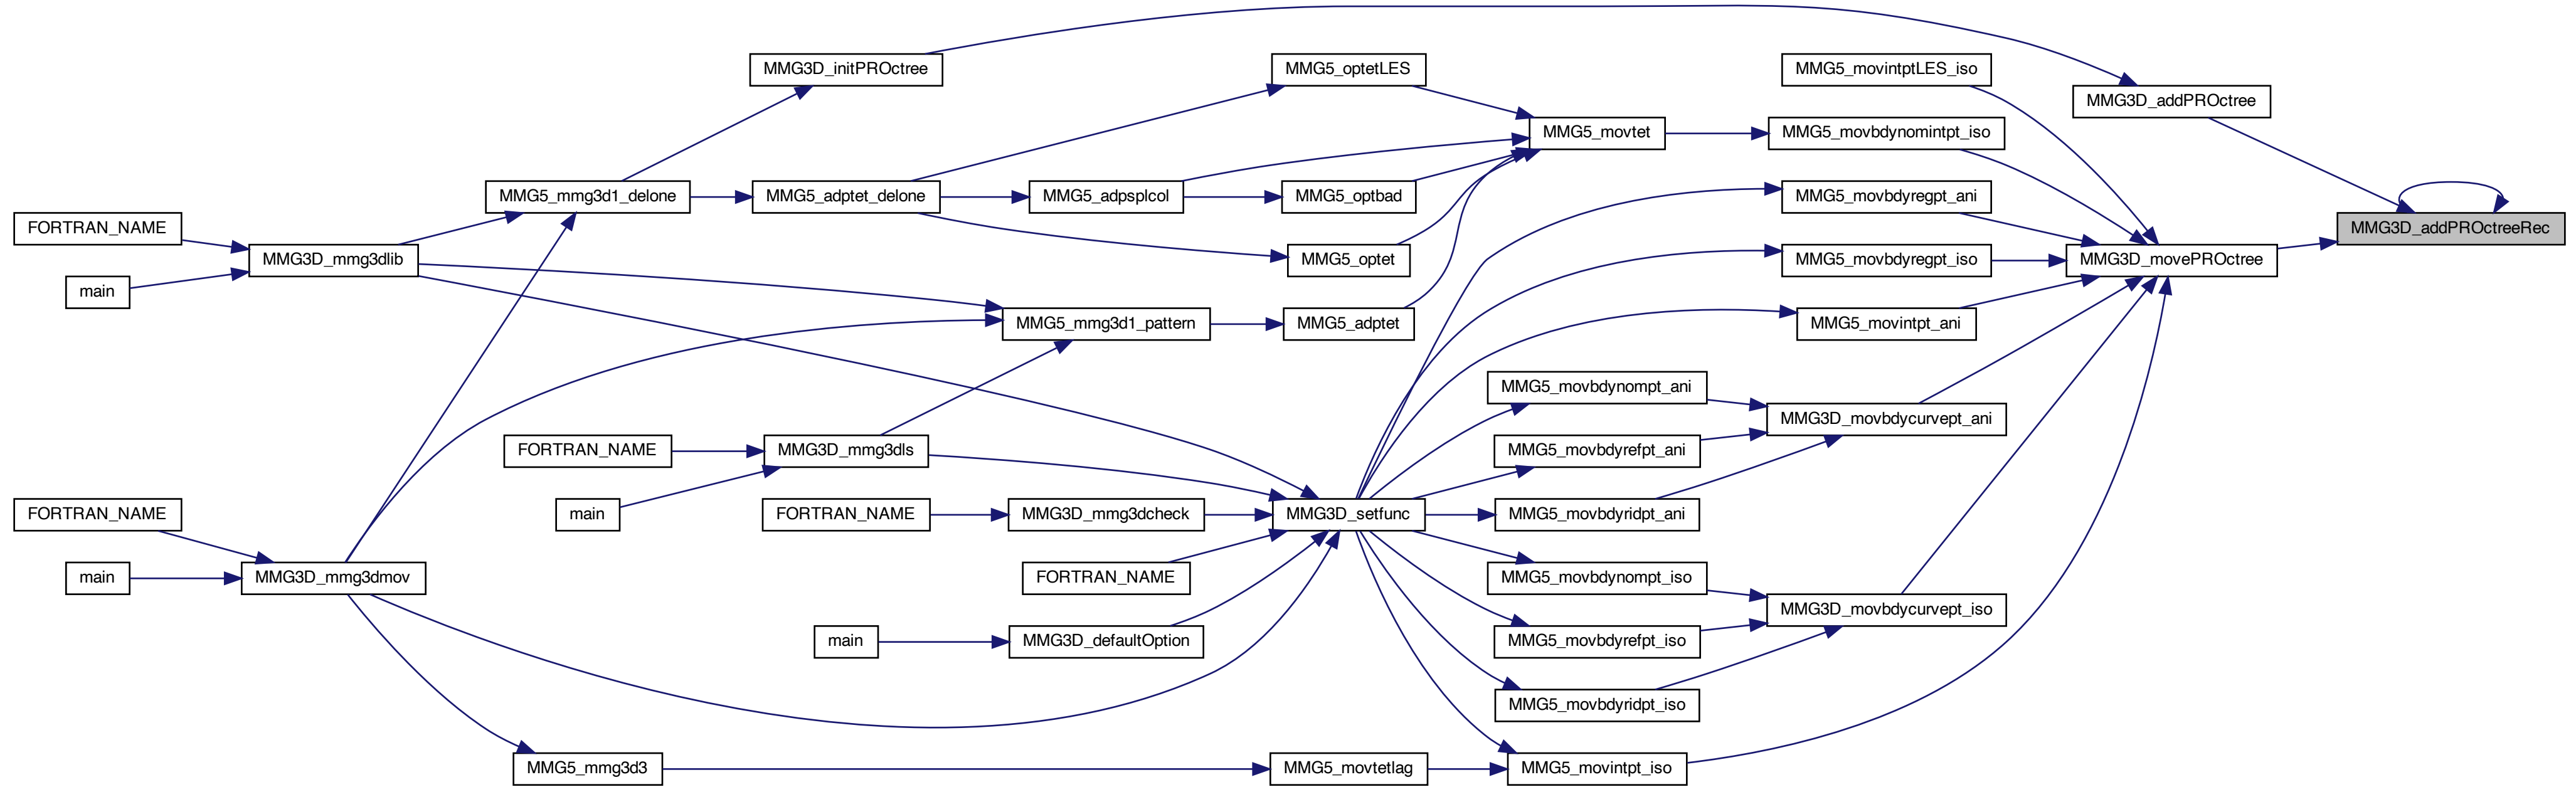 MMG3D_initPROctree
MMG5_optetLES
MMG5_movintptLES_iso
MMG3D_addPROctree
MMG5_movtet
MMG5_movbdynomintpt_iso
MMG5_mmg3d1_delone
MMG5_adptet_delone
MMG5_adpsplcol
MMG5_optbad
MMG5_movbdyregpt_ani
FORTRAN_NAME
MMG3D_addPROctreeRec
MMG3D_mmg3dlib
MMG5_optet
MMG5_movbdyregpt_iso
MMG3D_movePROctree
main
MMG5_mmg3d1_pattern
MMG5_adptet
MMG5_movintpt_ani
MMG5_movbdynompt_ani
MMG3D_movbdycurvept_ani
FORTRAN_NAME
MMG3D_mmg3dls
MMG5_movbdyrefpt_ani
FORTRAN_NAME
main
FORTRAN_NAME
MMG3D_mmg3dcheck
MMG3D_setfunc
MMG5_movbdyridpt_ani
main
MMG3D_mmg3dmov
FORTRAN_NAME
MMG5_movbdynompt_iso
MMG3D_movbdycurvept_iso
main
MMG3D_defaultOption
MMG5_movbdyrefpt_iso
MMG5_movbdyridpt_iso
MMG5_mmg3d3
MMG5_movtetlag
MMG5_movintpt_iso